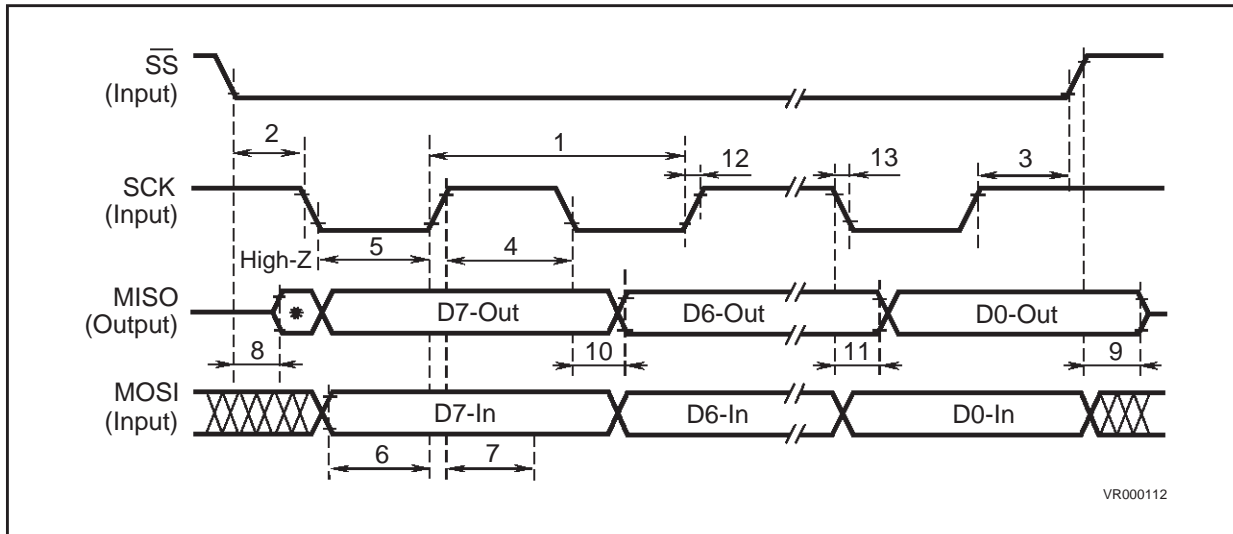 SS
(Input)
2
1
12
13
3
SCK
(Input)
High-Z
5
4
MISO
(Output)
*
D7-Out
D6-Out
D0-Out
8
10
11
9
MOSI
(Input)
D7-In
D6-In
D0-In
6
7
VR000112